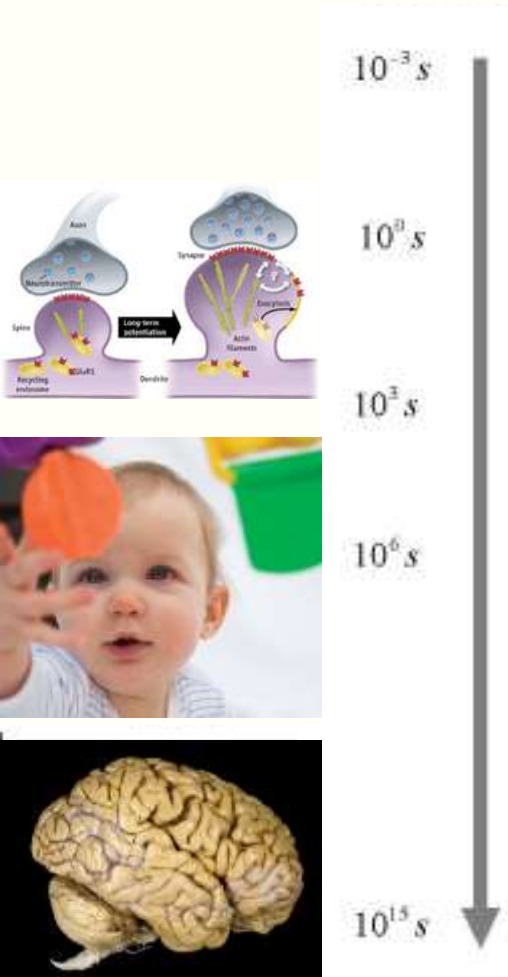 10⁻³ s
10⁰ s
Axon
Neurotransmitter
Synapse
Exocytosis
Spine
Long-term
potentiation
Actin
filaments
GluR1
Recycling
endosome
Dendrite
10³ s
10⁶ s
10¹⁵ s